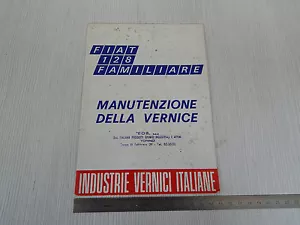 FIAT
128
FAMILIARE
MANUTENZIONE
DELLA VERNICE
INDUSTRIE VERNICI ITALIANE